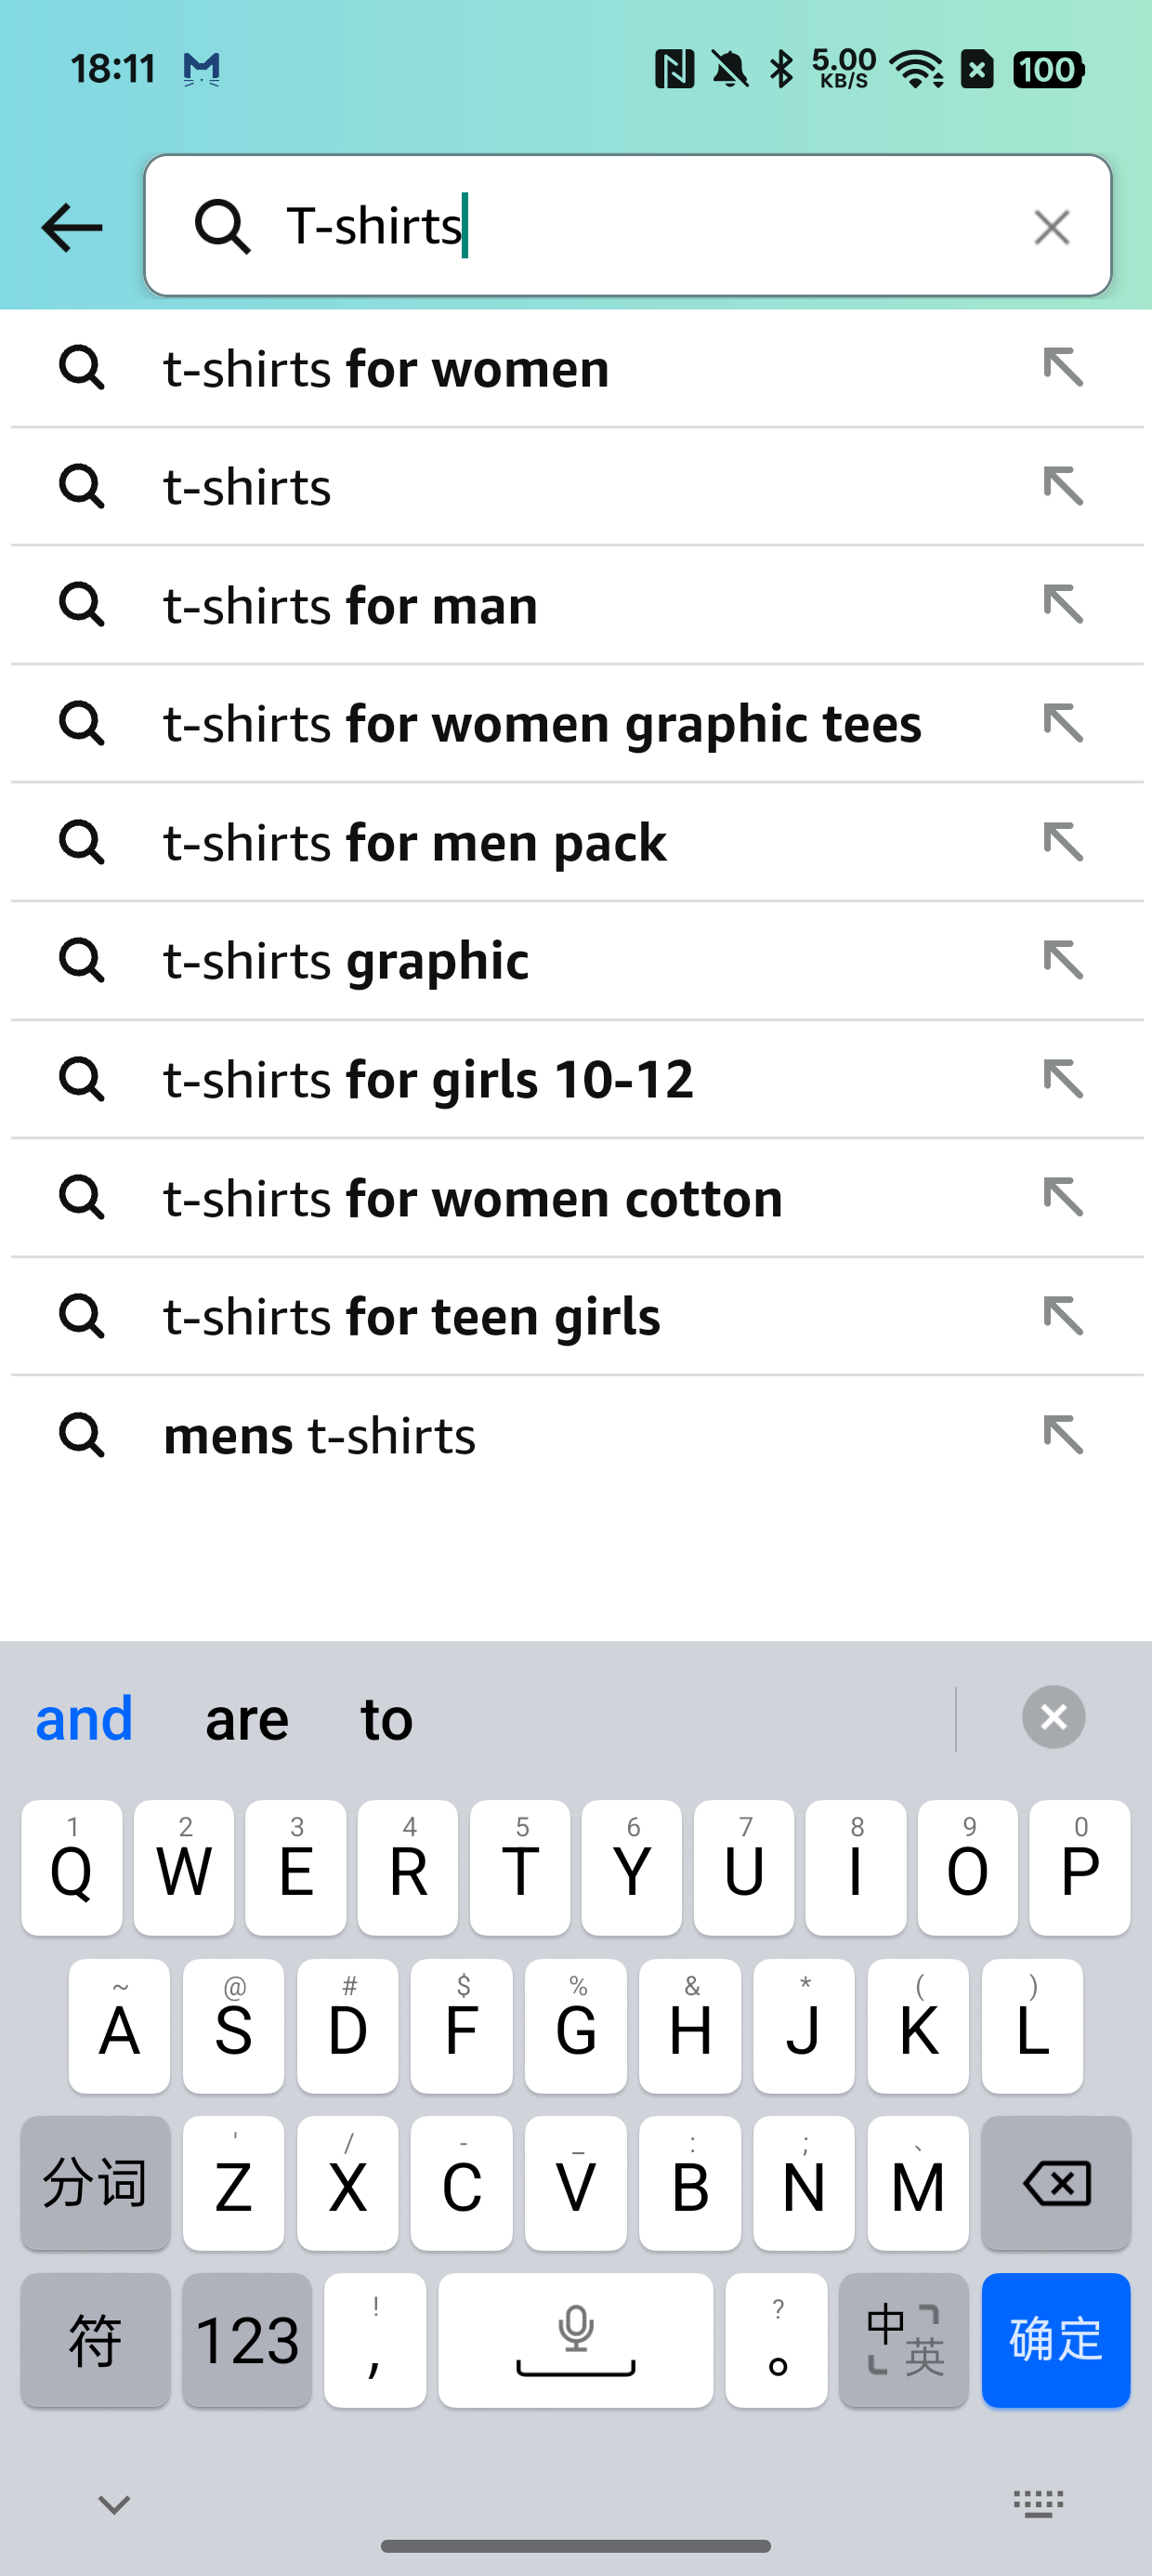 18:11 5.00 KB/S 100
T-shirts
t-shirts for women
t-shirts
t-shirts for man
t-shirts for women graphic tees
t-shirts for men pack
t-shirts graphic
t-shirts for girls 10-12
t-shirts for women cotton
t-shirts for teen girls
mens t-shirts
and are to
1 2 3 4 5 6 7 8 9 0
Q W E R T Y U I O P
~ @ # $ % & * ( )
A S D F G H J K L
' / - _ : ; 、
分词 Z X C V B N M
! ?
符 123 , 。 中英 确定